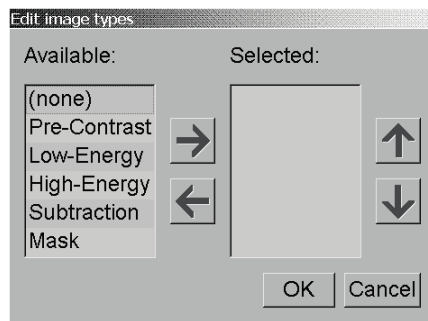 Edit image types
Available:
Selected:
(none)
Pre-Contrast
Low-Energy
High-Energy
Subtraction
Mask
OK
Cancel